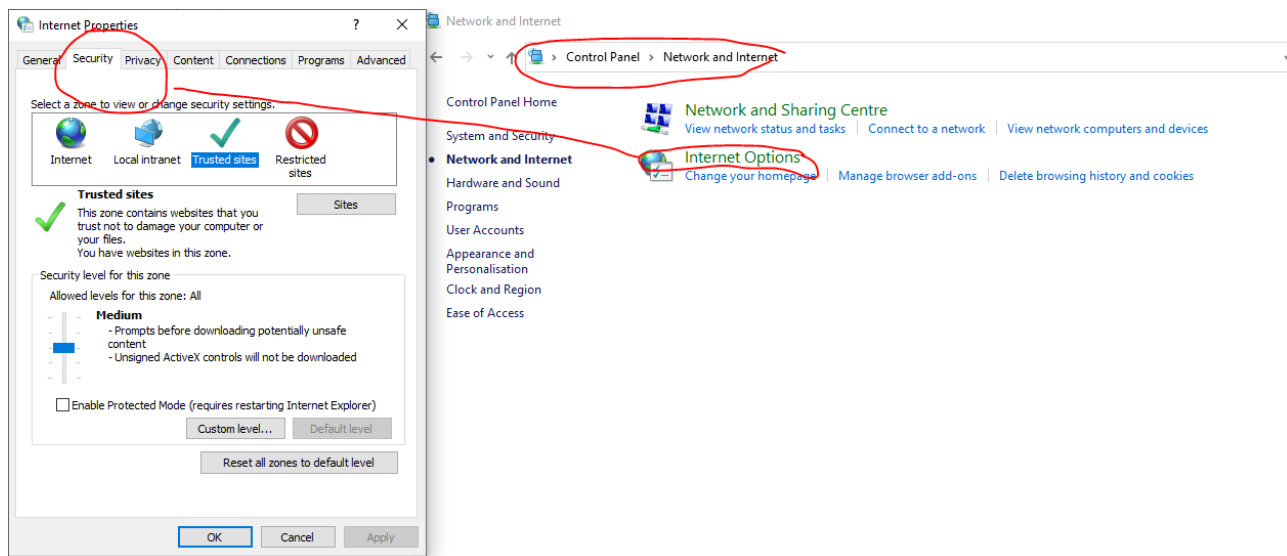 Internet Properties
?
General Security Privacy Content Connections Programs Advanced
Select a zone to view or change security settings.
Internet
Local intranet
Trusted sites
Restricted
sites
Trusted sites
This zone contains websites that you
trust not to damage your computer or
your files.
You have websites in this zone.
Sites
Security level for this zone
Allowed levels for this zone: All
Medium
- Prompts before downloading potentially unsafe
content
- Unsigned ActiveX controls will not be downloaded
Enable Protected Mode (requires restarting Internet Explorer)
Custom level...
Default level
Reset all zones to default level
OK
Cancel
Apply
Network and Internet
Control Panel > Network and Internet
Control Panel Home
System and Security
Network and Internet
Hardware and Sound
Programs
User Accounts
Appearance and
Personalisation
Clock and Region
Ease of Access
Network and Sharing Centre
View network status and tasks | Connect to a network | View network computers and devices
Internet Options
Change your homepage | Manage browser add-ons | Delete browsing history and cookies